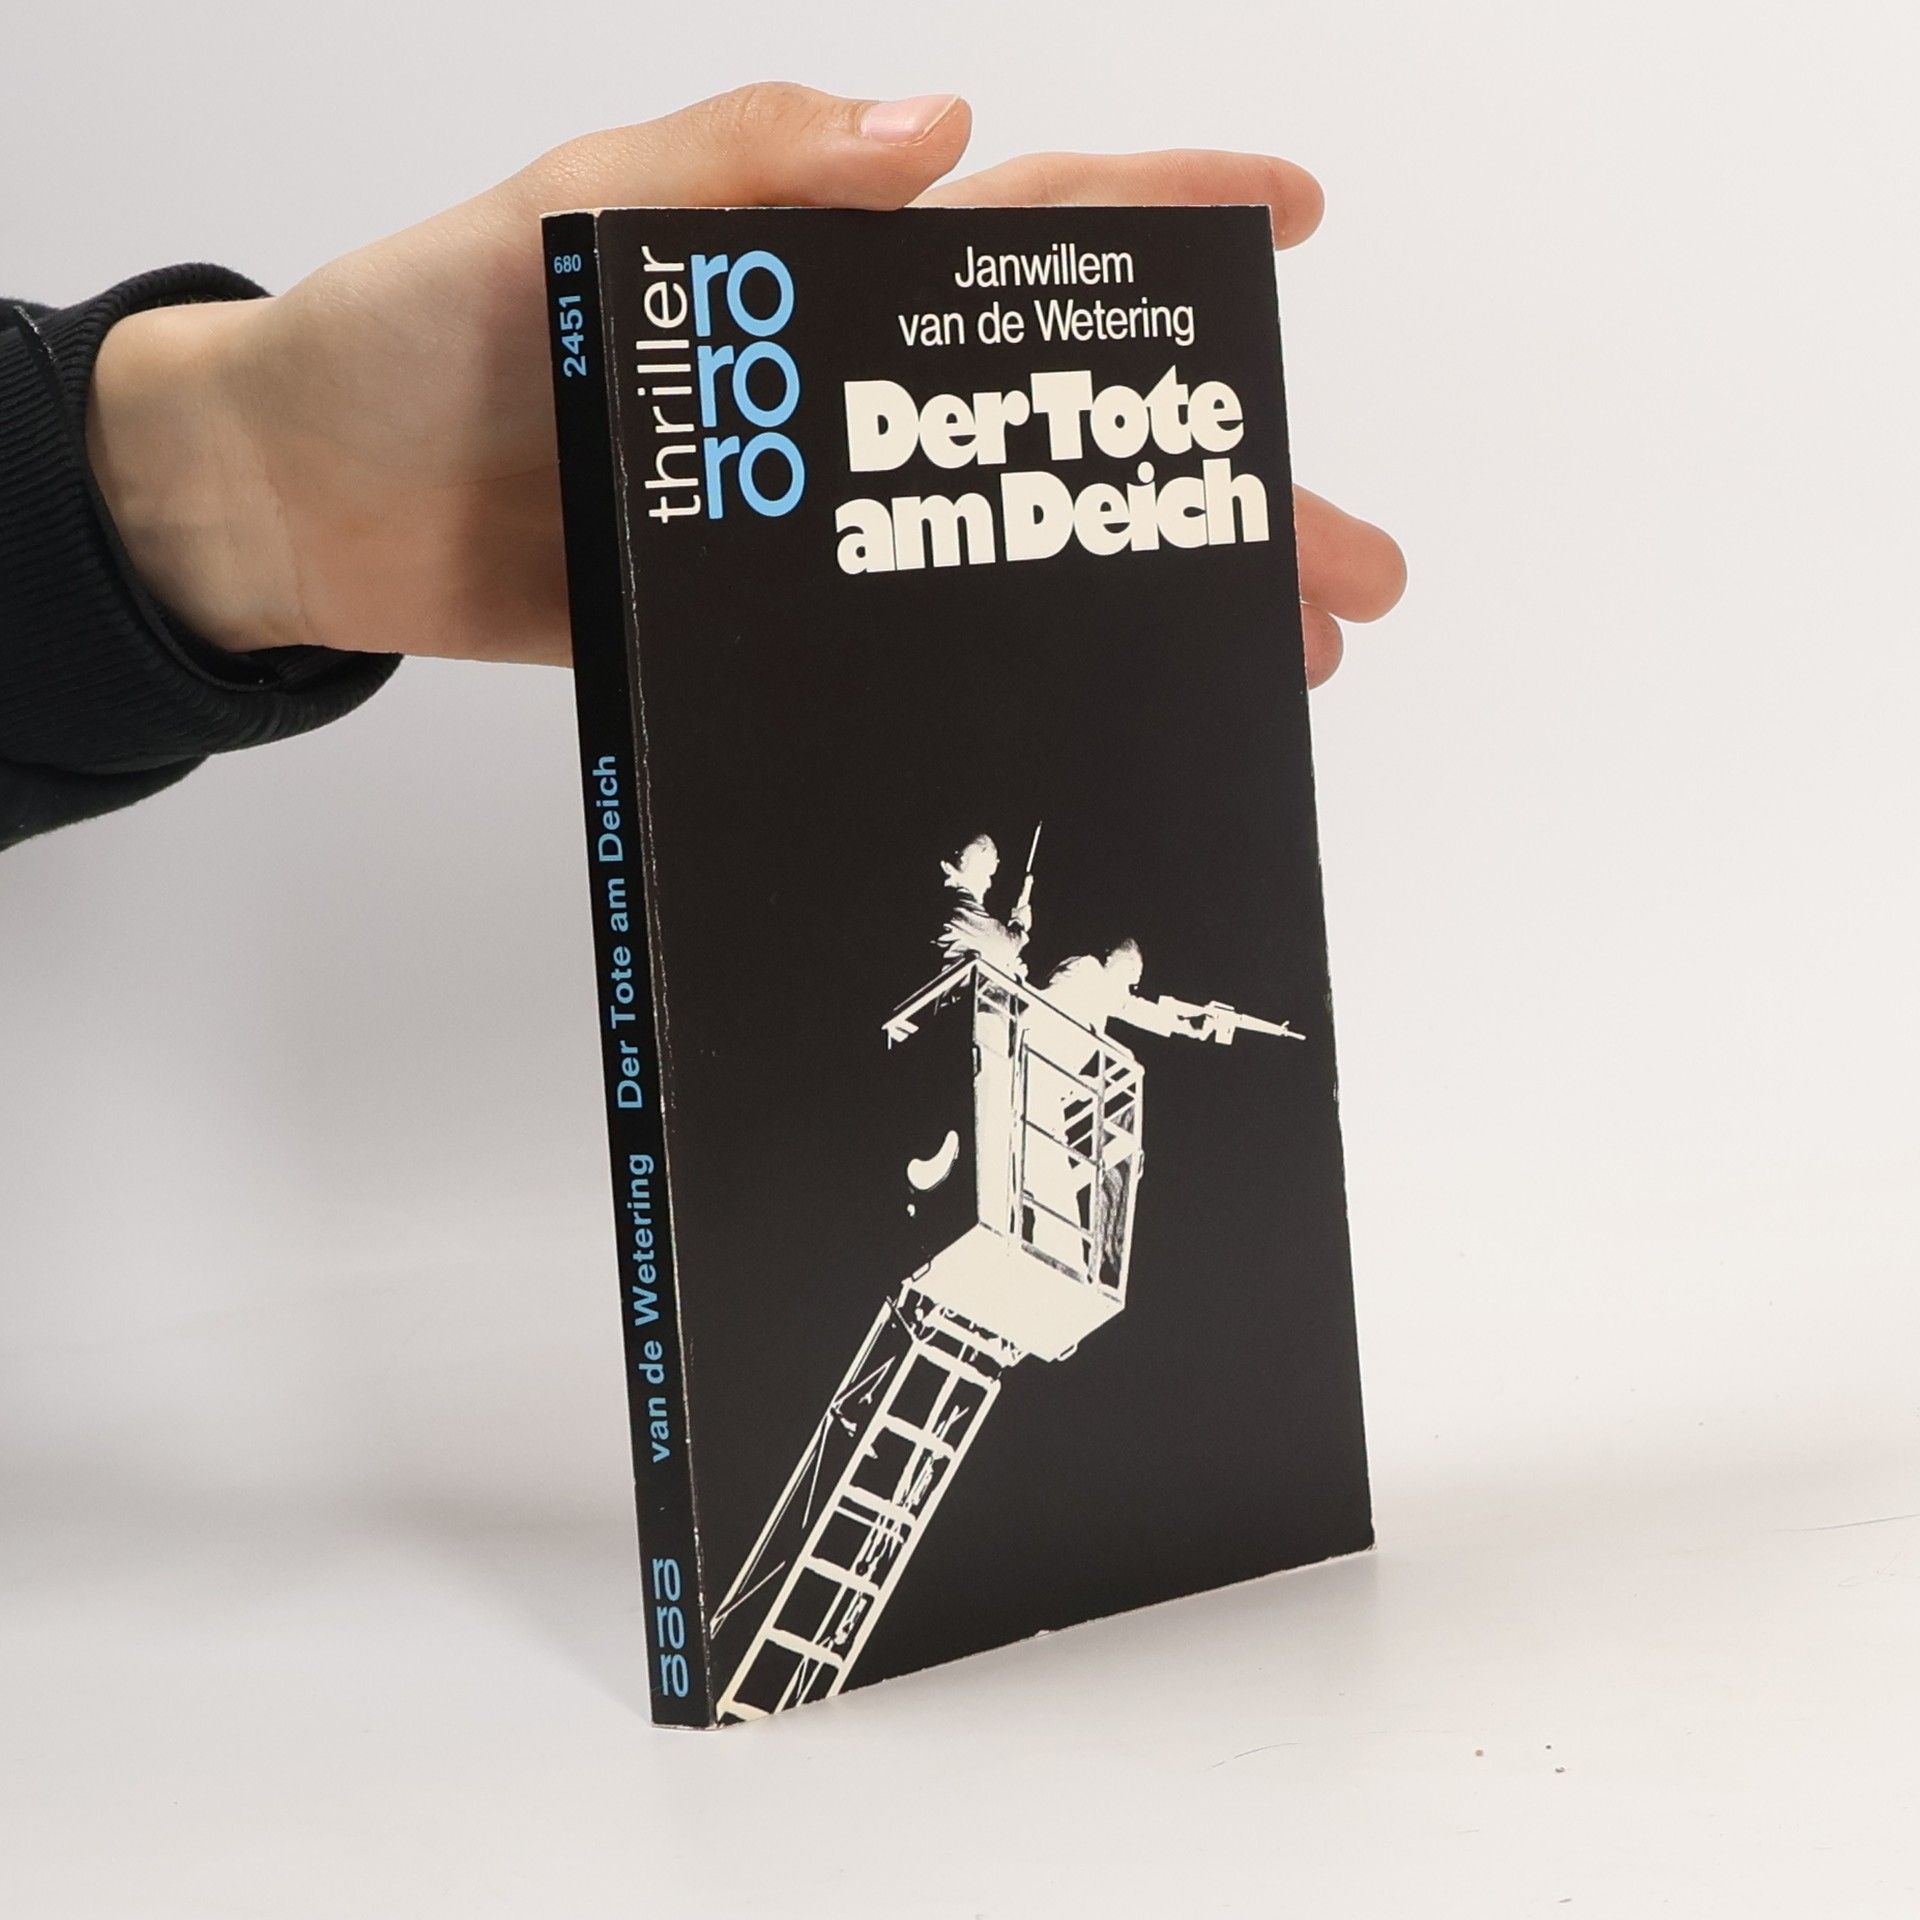 680
2451
van de Wetering Der Tote am Deich
ro
ro
ro
thriller
ro
ro
ro
Janwillem
van de Wetering
Der Tote
am Deich